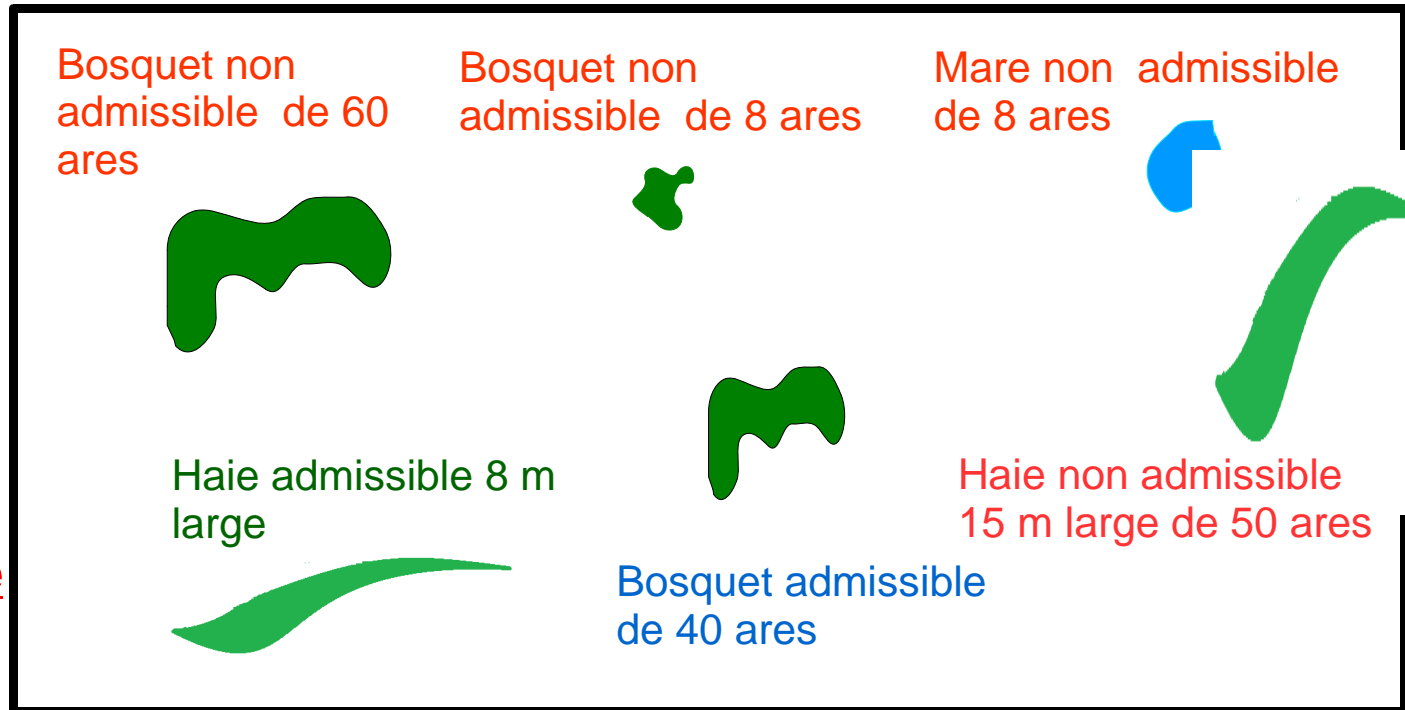 Bosquet non
admissible de 60
ares
Bosquet non
admissible de 8 ares
Mare non admissible
de 8 ares
Haie admissible 8 m
large
Haie non admissible
15 m large de 50 ares
Bosquet admissible
de 40 ares